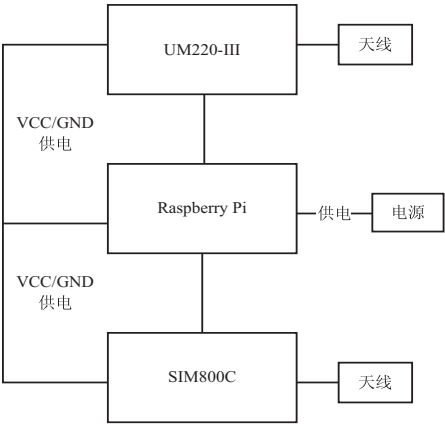 UM220-III
天线
VCC/GND
供电
Raspberry Pi
供电
电源
VCC/GND
供电
SIM800C
天线